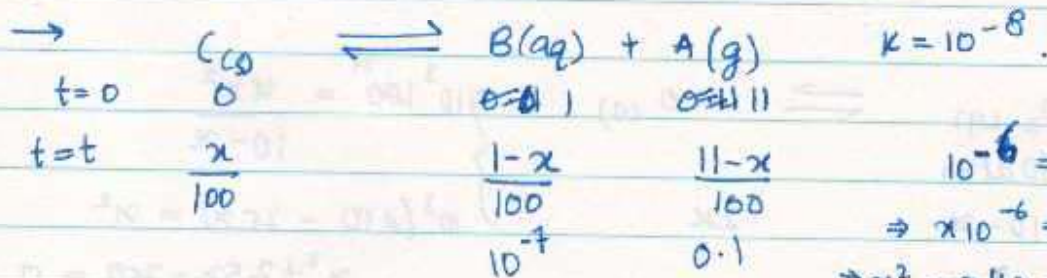 → C(s) ⇌ B(aq) + A(g) K = 10⁻⁸.
t=0 0 1 11
t=t x/100 1-x/100 11-x/100 10⁻⁶ =
10⁻⁷ 0.1 ⇒ x10⁻⁶ =